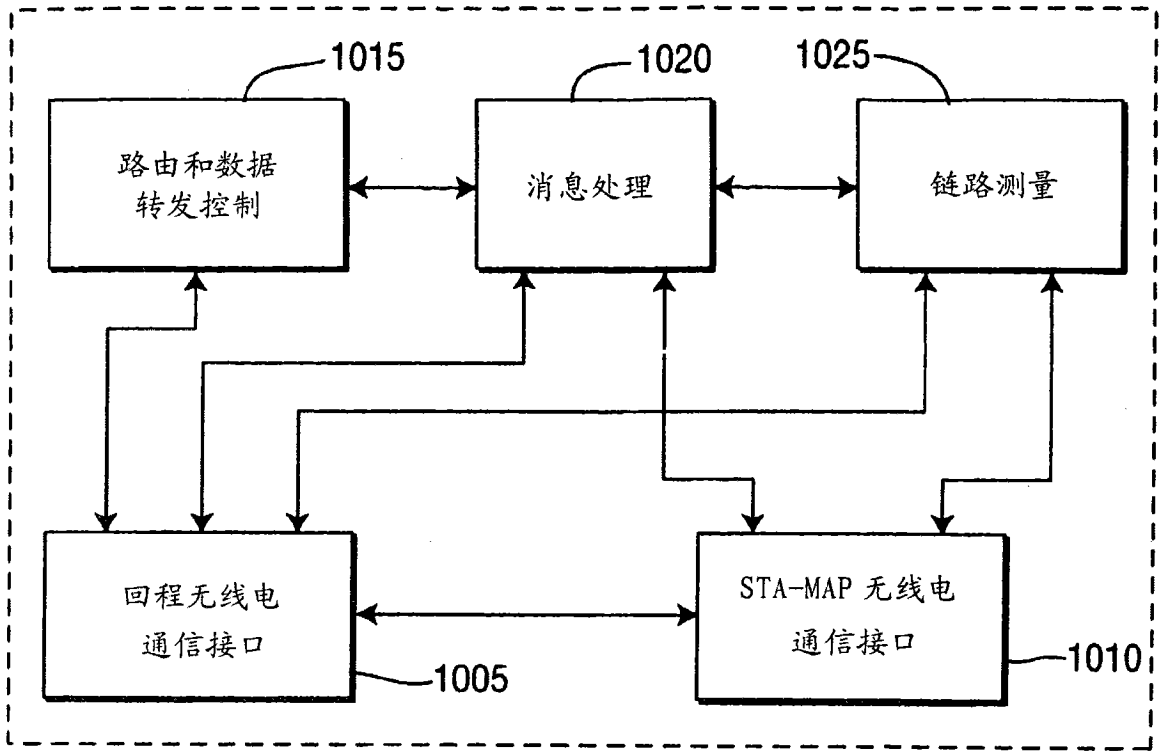 1015
1020
1025
路由和数据
转发控制
消息处理
链路测量
回程无线电
通信接口
STA-MAP 无线电
通信接口
1005
1010